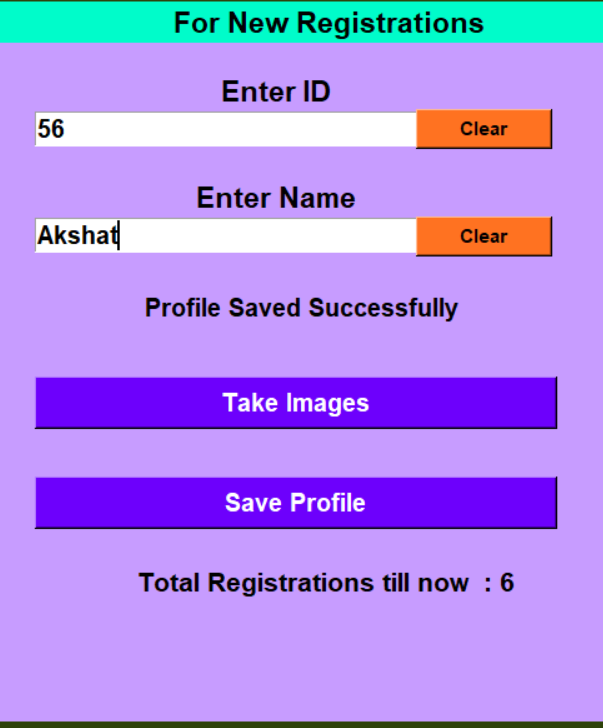 For New Registrations
Enter ID
56 Clear
Enter Name
Akshat Clear
Profile Saved Successfully
Take Images
Save Profile
Total Registrations till now : 6